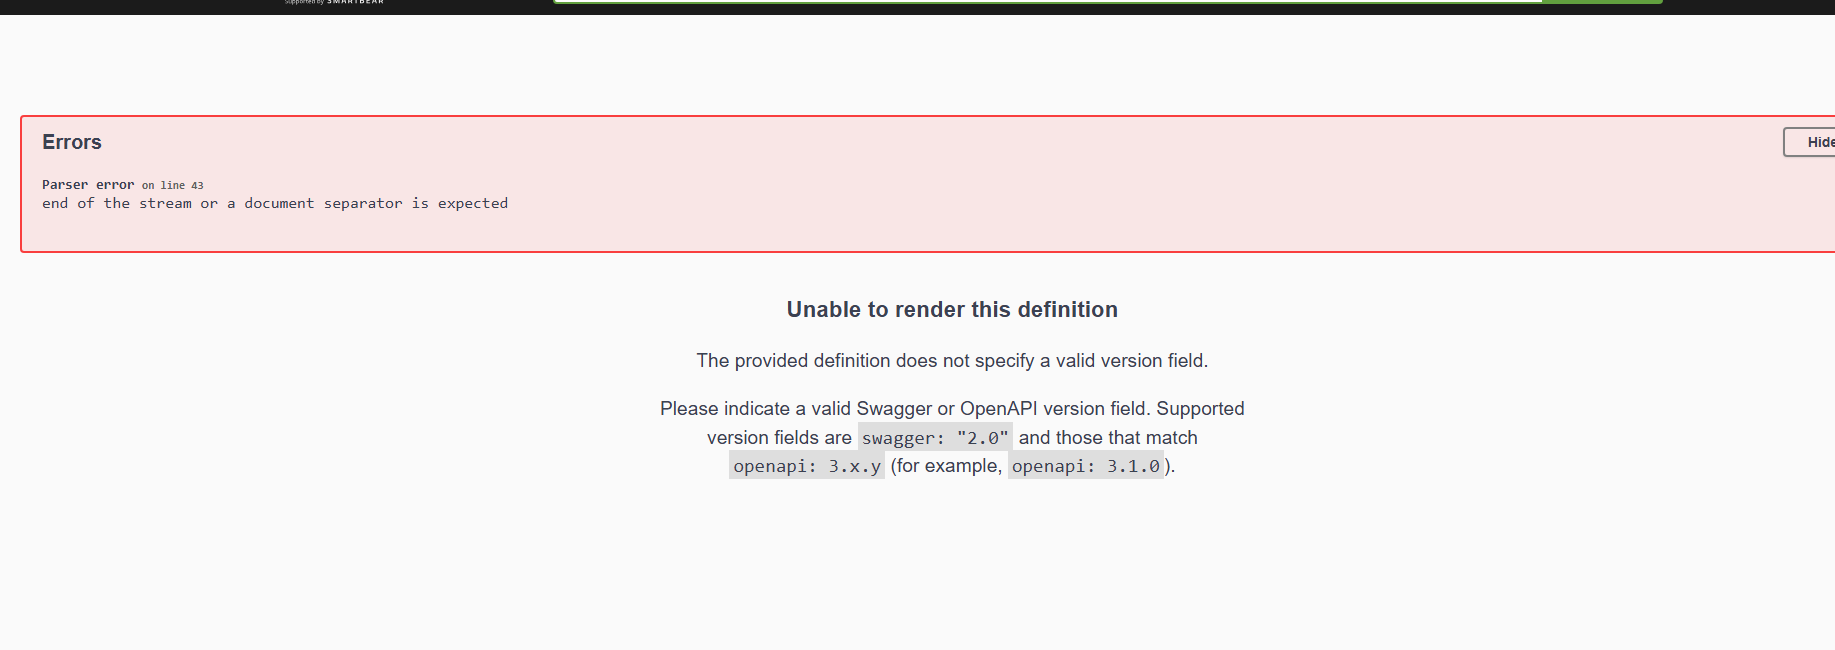 Supported by SMARTBEAR
Errors
Hide
Parser error on line 43
end of the stream or a document separator is expected
Unable to render this definition
The provided definition does not specify a valid version field.
Please indicate a valid Swagger or OpenAPI version field. Supported
version fields are swagger: "2.0" and those that match
openapi: 3.x.y (for example, openapi: 3.1.0).